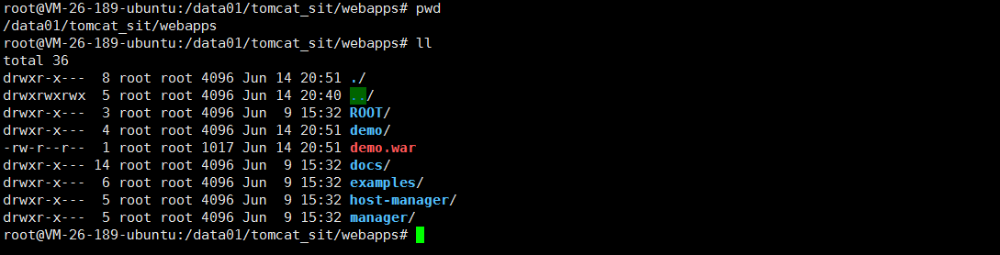 root@VM-26-189-ubuntu:/data01/tomcat_sit/webapps# pwd
/data01/tomcat_sit/webapps
root@VM-26-189-ubuntu:/data01/tomcat_sit/webapps# ll
total 36
drwxr-x---  8 root root 4096 Jun 14 20:51 ./
drwxrwxrwx  5 root root 4096 Jun 14 20:40 ../
drwxr-x---  3 root root 4096 Jun  9 15:32 ROOT/
drwxr-x---  4 root root 4096 Jun 14 20:51 demo/
-rw-r--r--  1 root root 1017 Jun 14 20:51 demo.war
drwxr-x--- 14 root root 4096 Jun  9 15:32 docs/
drwxr-x---  6 root root 4096 Jun  9 15:32 examples/
drwxr-x---  5 root root 4096 Jun  9 15:32 host-manager/
drwxr-x---  5 root root 4096 Jun  9 15:32 manager/
root@VM-26-189-ubuntu:/data01/tomcat_sit/webapps#